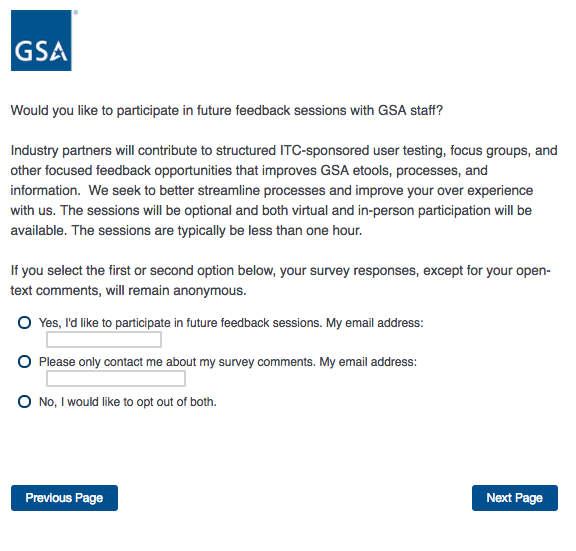 GSA
Would you like to participate in future feedback sessions with GSA staff?
Industry partners will contribute to structured ITC-sponsored user testing, focus groups, and
other focused feedback opportunities that improves GSA etools, processes, and
information.  We seek to better streamline processes and improve your over experience
with us. The sessions will be optional and both virtual and in-person participation will be
available. The sessions are typically be less than one hour.
If you select the first or second option below, your survey responses, except for your open-
text comments, will remain anonymous.
Yes, I'd like to participate in future feedback sessions. My email address:
Please only contact me about my survey comments. My email address:
No, I would like to opt out of both.
Previous Page
Next Page